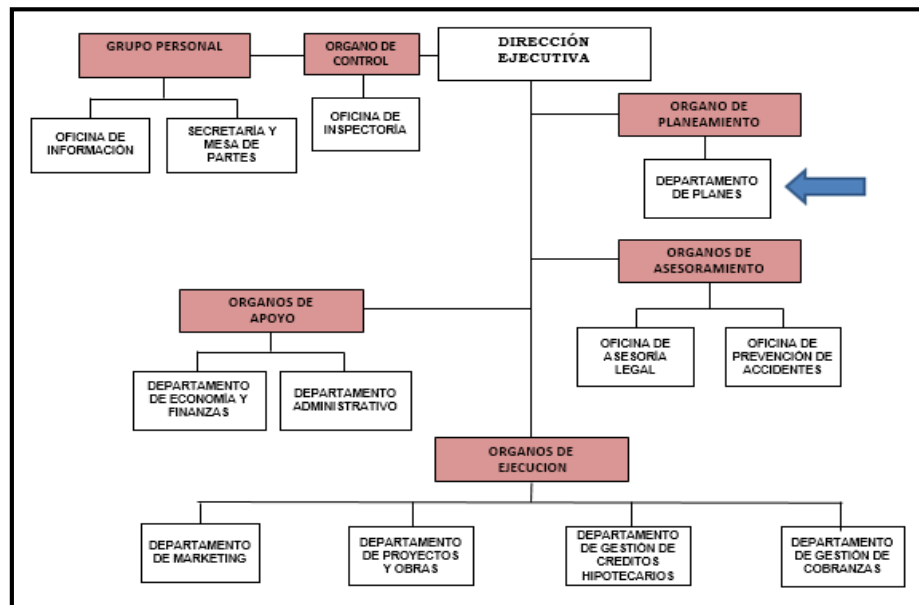 GRUPO PERSONAL
ORGANO DE
CONTROL
DIRECCIÓN
EJECUTIVA
OFICINA DE
INFORMACIÓN
SECRETARÍA Y
MESA DE
PARTES
OFICINA DE
INSPECTORÍA
ORGANO DE
PLANEAMIENTO
DEPARTAMENTO
DE PLANES
ORGANOS DE
ASESORAMIENTO
OFICINA DE
ASESORÍA
LEGAL
OFICINA DE
PREVENCIÓN DE
ACCIDENTES
ORGANOS DE
APOYO
DEPARTAMENTO
DE ECONOMÍA Y
FINANZAS
DEPARTAMENTO
ADMINISTRATIVO
ORGANOS DE
EJECUCION
DEPARTAMENTO
DE MARKETING
DEPARTAMENTO
DE PROYECTOS
Y OBRAS
DEPARTAMENTO
DE GESTIÓN DE
CREDITOS
HIPOTECARIOS
DEPARTAMENTO
DE GESTIÓN DE
COBRANZAS